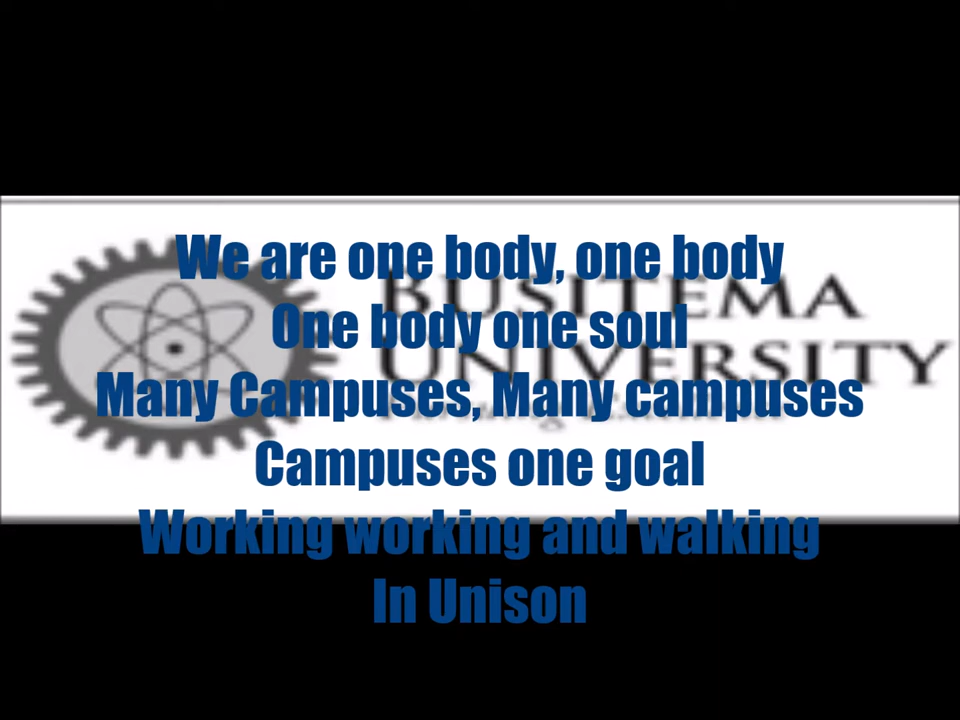 We are one body, one body
One body one soul
Many Campuses, Many campuses
Campuses one goal
Working working and walking
In Unison
BUSITEMA
UNIVERSITY